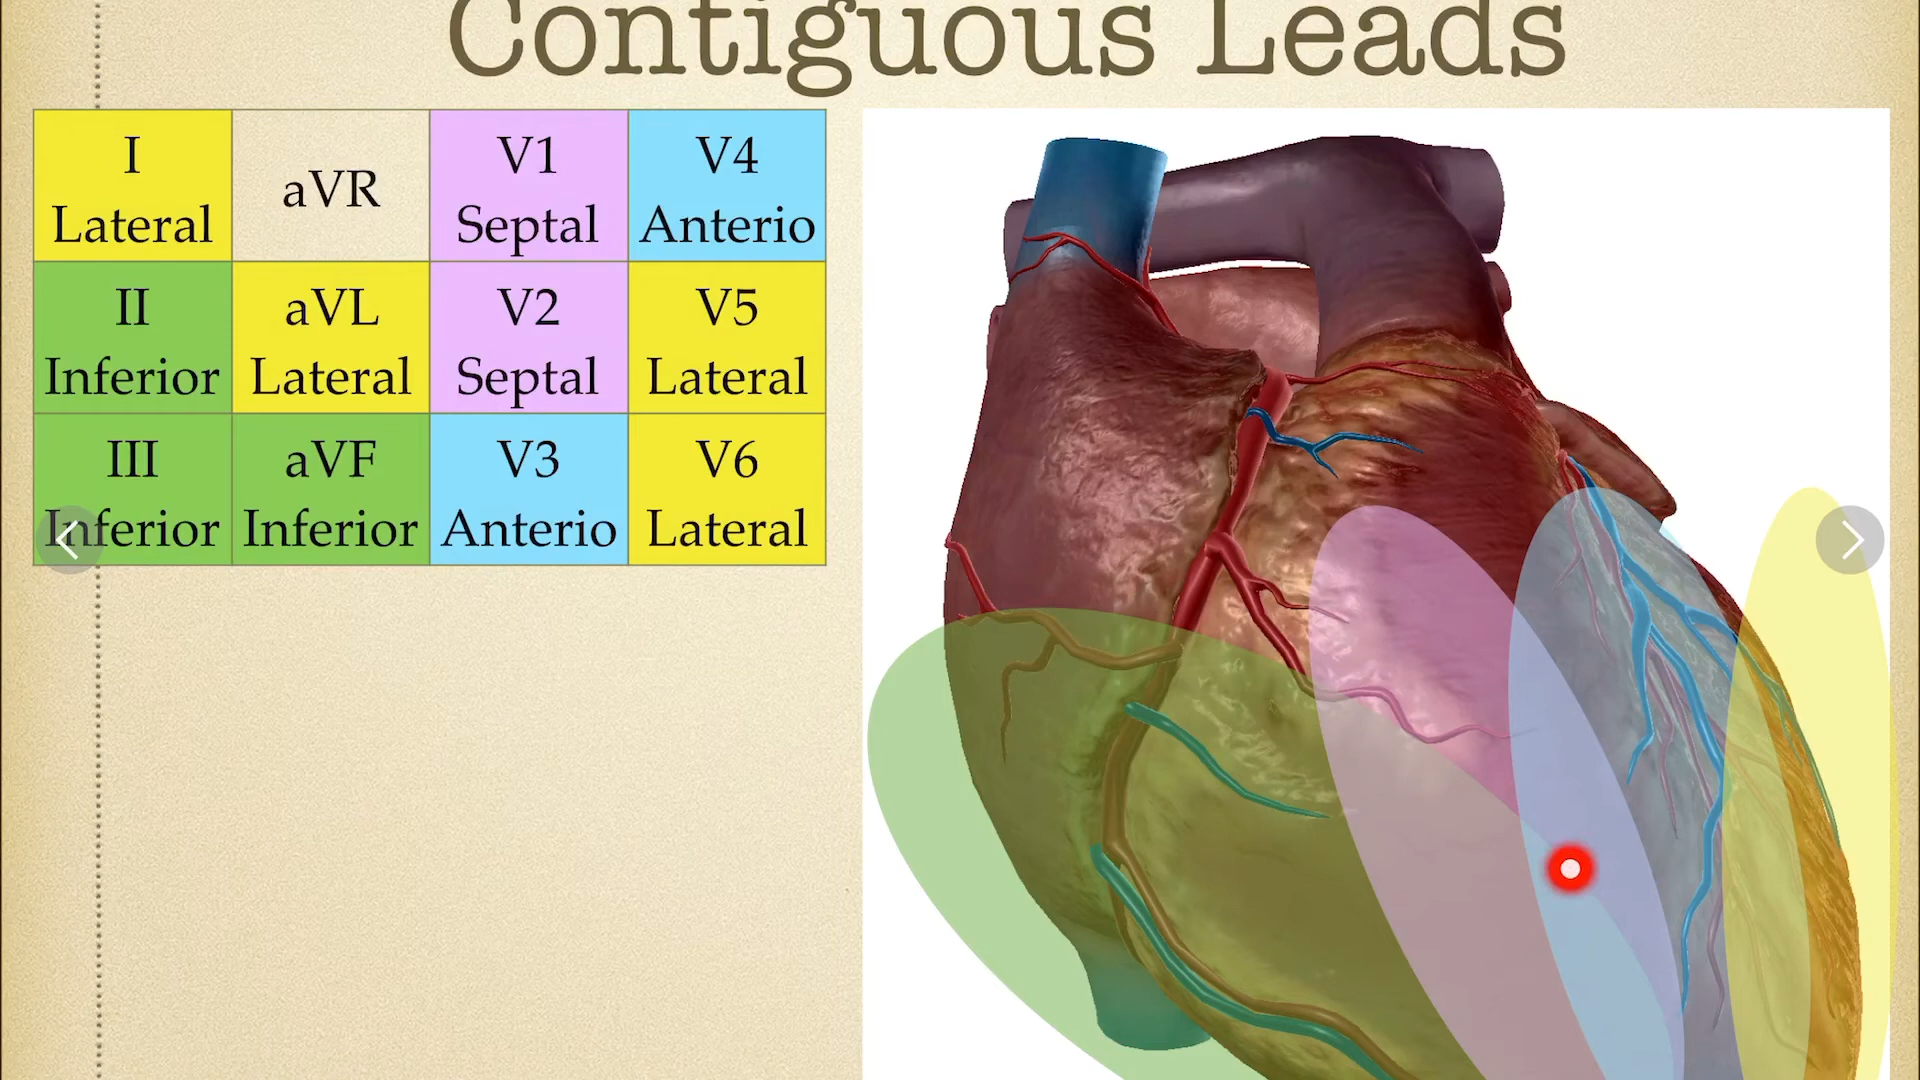 Contiguous Leads
I
Lateral
aVR
V1
Septal
V4
Anterio
II
Inferior
aVL
Lateral
V2
Septal
V5
Lateral
III
Inferior
aVF
Inferior
V3
Anterio
V6
Lateral